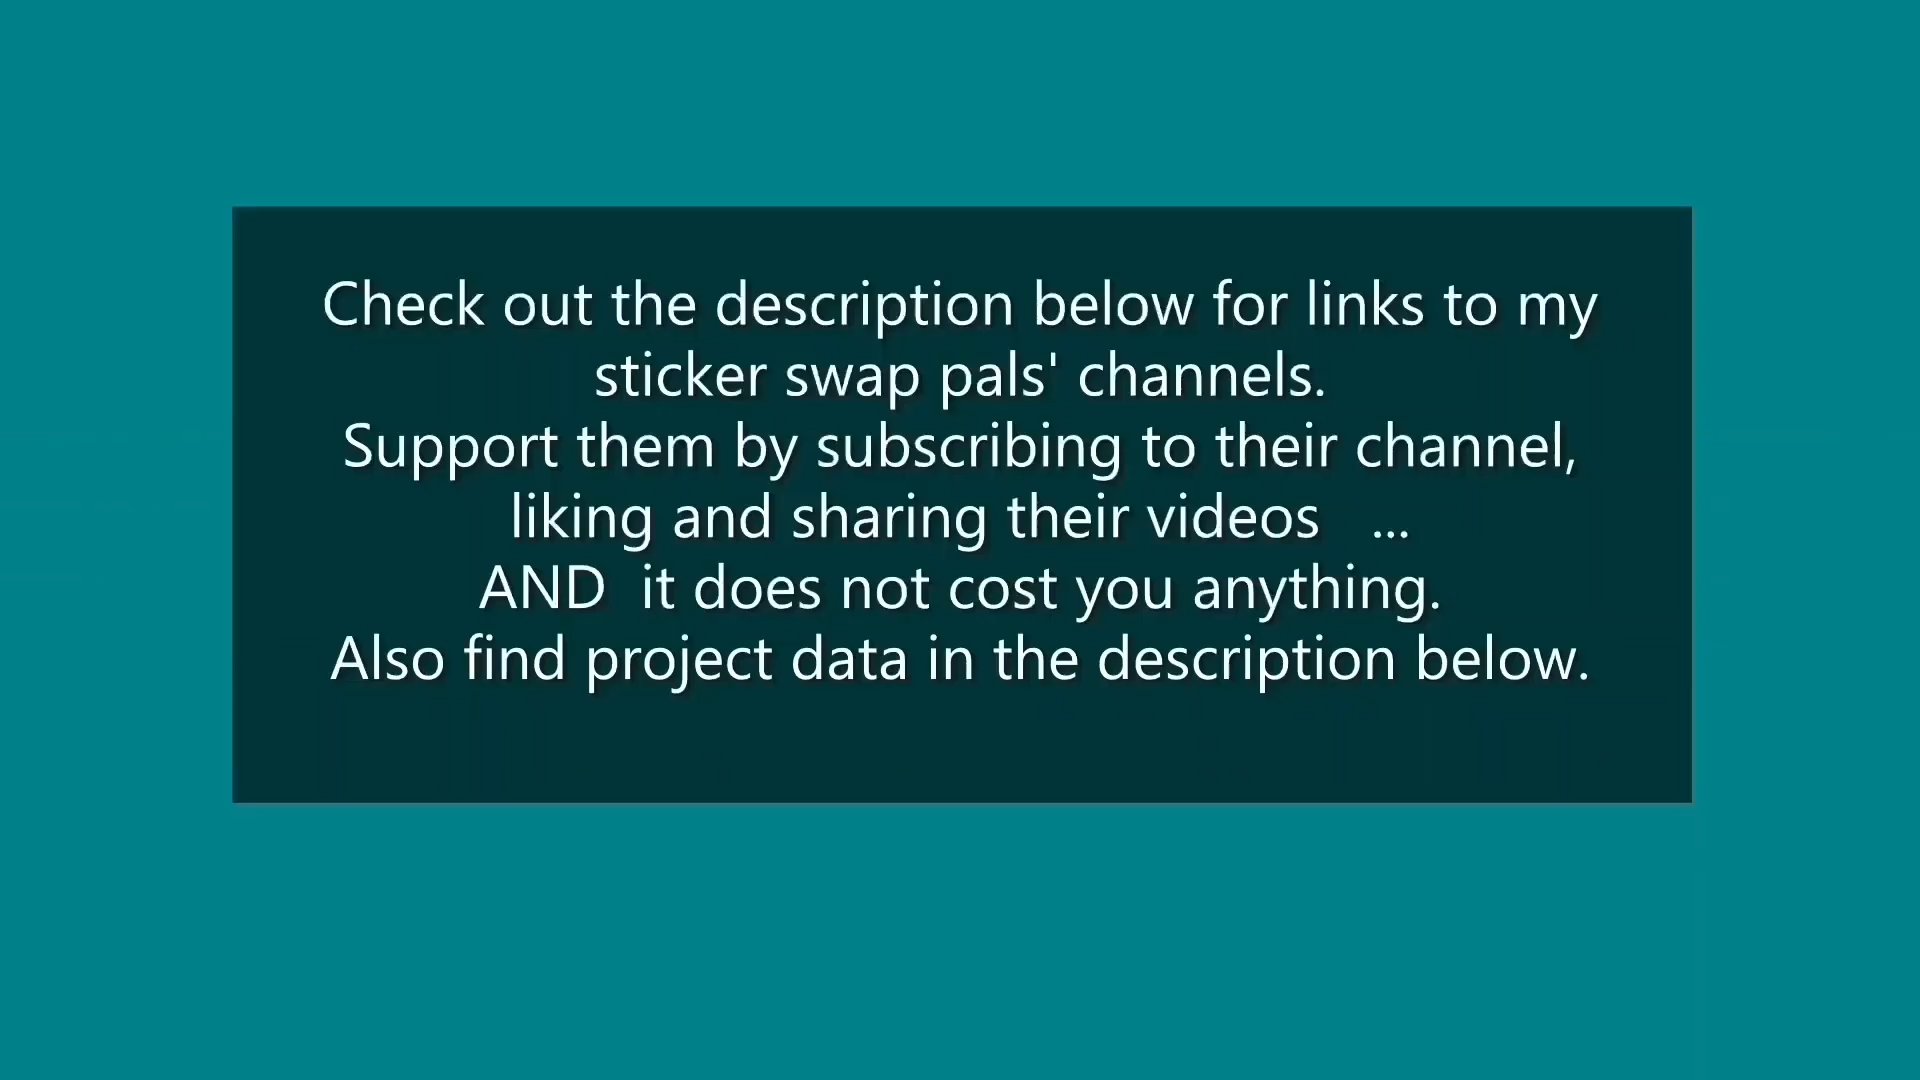 Check out the description below for links to my
sticker swap pals' channels.
Support them by subscribing to their channel,
liking and sharing their videos   ...
AND  it does not cost you anything.
Also find project data in the description below.